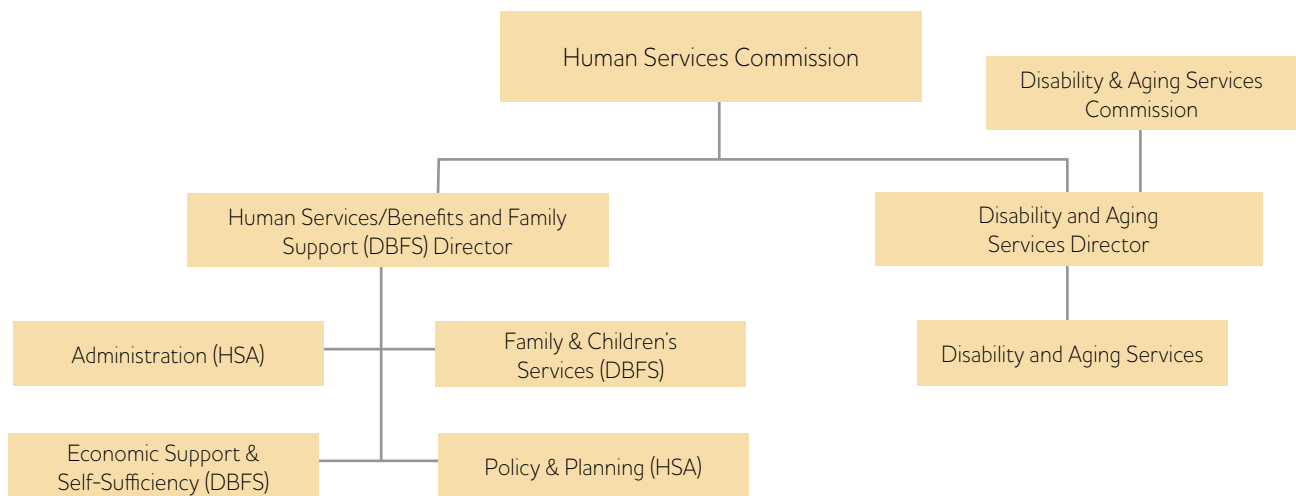 Human Services Commission
Disability & Aging Services
Commission
Human Services/Benefits and Family
Support (DBFS) Director
Disability and Aging
Services Director
Administration (HSA)
Family & Children's
Services (DBFS)
Disability and Aging Services
Economic Support &
Self-Sufficiency (DBFS)
Policy & Planning (HSA)